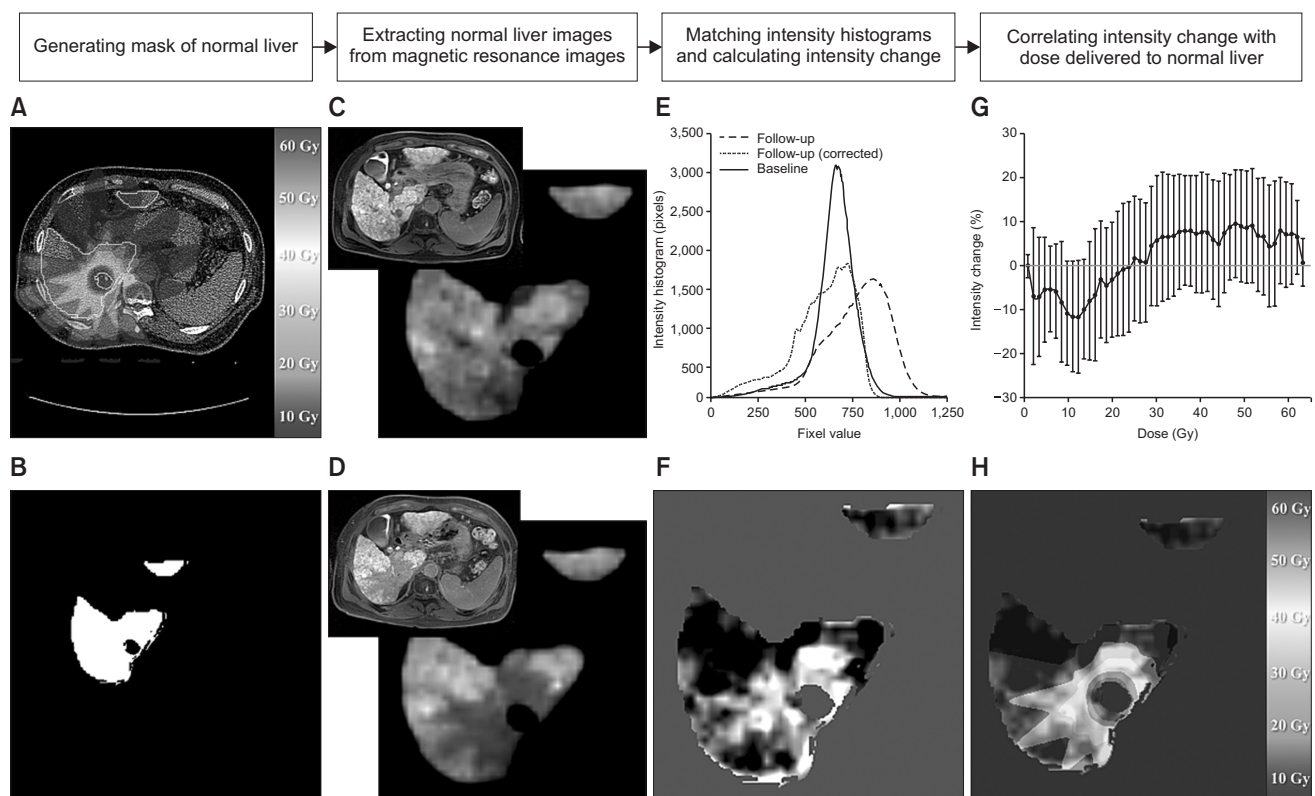 Generating mask of normal liver
Extracting normal liver images
from magnetic resonance images
Matching intensity histograms
and calculating intensity change
Correlating intensity change with
dose delivered to normal liver
A
60 Gy
50 Gy
40 Gy
30 Gy
20 Gy
10 Gy
C
E
Intensity histogram (pixels)
3,500
3,000
2,500
2,000
1,500
1,000
500
0
Follow-up
Follow-up (corrected)
Baseline
0
250
500
750
1,000
1,250
Fixel value
G
Intensity change (%)
30
20
10
0
−10
−20
−30
0
10
20
30
40
50
60
Dose (Gy)
B
D
F
H
60 Gy
50 Gy
40 Gy
30 Gy
20 Gy
10 Gy